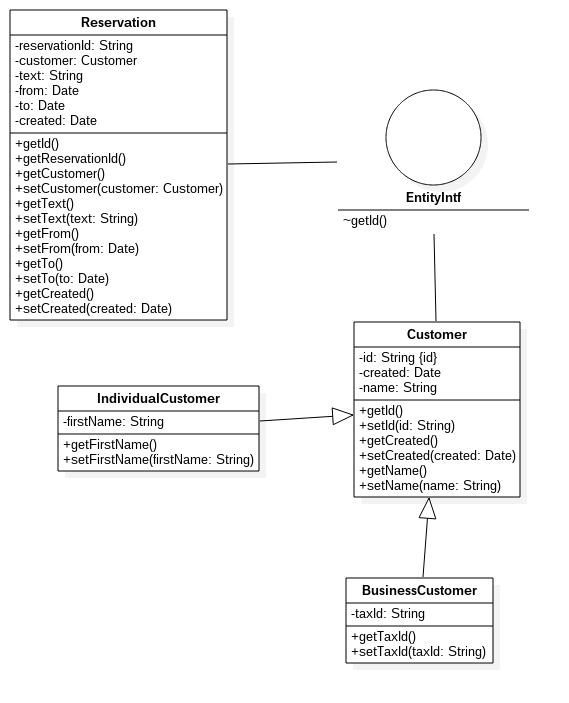 Reservation
-reservationId: String
-customer: Customer
-text: String
-from: Date
-to: Date
-created: Date
+getId()
+getReservationId()
+getCustomer()
+setCustomer(customer: Customer)
+getText()
+setText(text: String)
+getFrom()
+setFrom(from: Date)
+getTo()
+setTo(to: Date)
+getCreated()
+setCreated(created: Date)
EntityIntf
~getId()
Customer
-id: String {id}
-created: Date
-name: String
+getId()
+setId(id: String)
+getCreated()
+setCreated(created: Date)
+getName()
+setName(name: String)
IndividualCustomer
-firstName: String
+getFirstName()
+setFirstName(firstName: String)
BusinessCustomer
-taxId: String
+getTaxId()
+setTaxId(taxId: String)